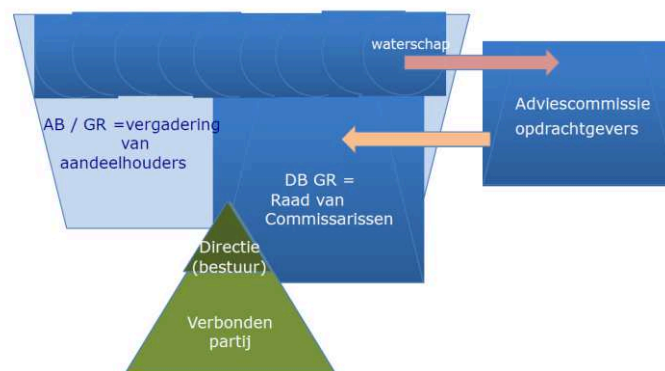 waterschap
Adviescommissie
opdrachtgevers
AB / GR =vergadering
van
aandeelhouders
DB GR =
Raad van
Commissarissen
Directie
(bestuur)
Verbonden
partij